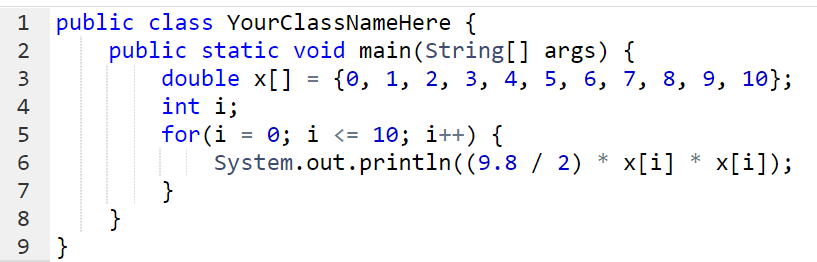 1 public class YourClassNameHere {
2     public static void main(String[] args) {
3         double x[] = {0, 1, 2, 3, 4, 5, 6, 7, 8, 9, 10};
4         int i;
5         for(i = 0; i <= 10; i++) {
6             System.out.println((9.8 / 2) * x[i] * x[i]);
7         }
8     }
9 }